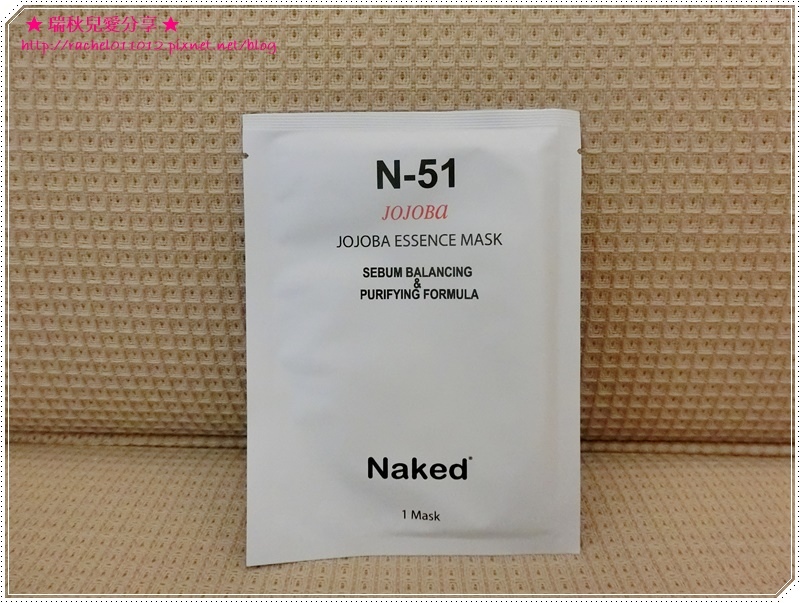 ★ 瑞秋兒愛分享 ★
http://rachel011012.pixnet.net/blog
N-51
JOJOBa
JOJOBA ESSENCE MASK
SEBUM BALANCING
&
PURIFYING FORMULA
Naked®
1 Mask